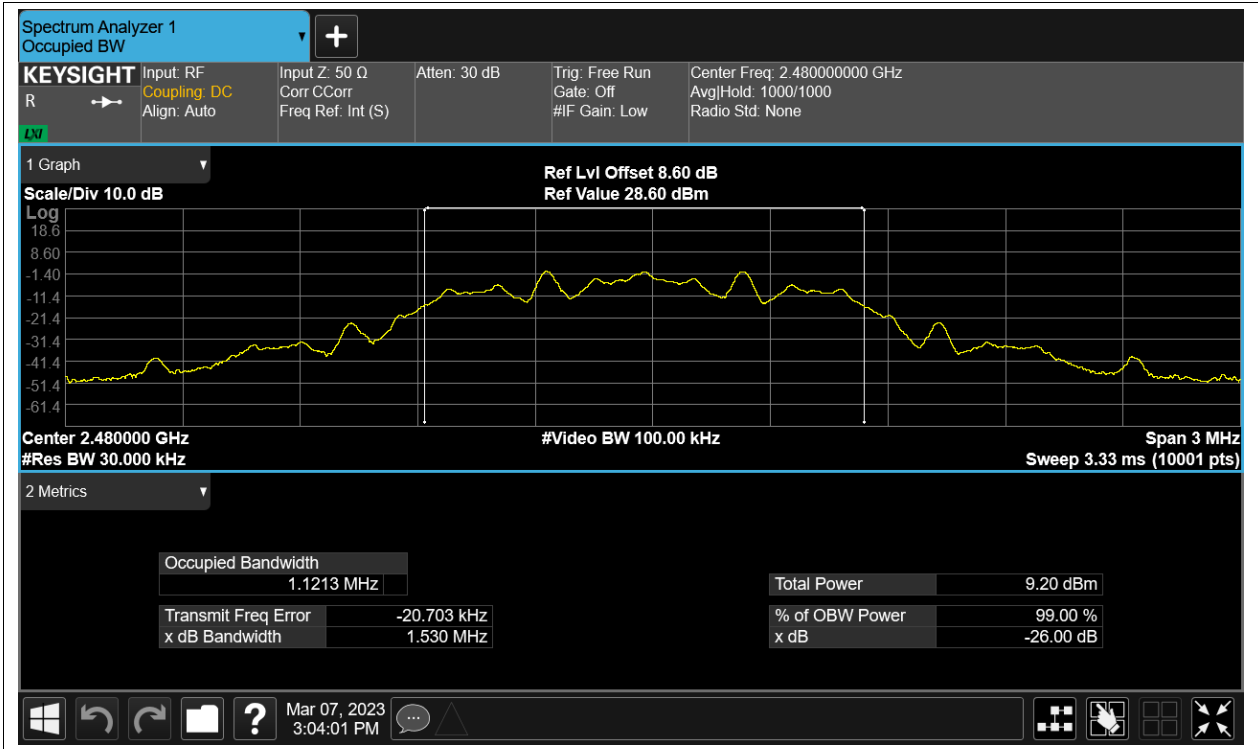 Spectrum Analyzer 1
Occupied BW
KEYSIGHT
R
LXI
Input: RF
Coupling: DC
Align: Auto
Input Z: 50 Ω
Corr CCorr
Freq Ref: Int (S)
Atten: 30 dB
Trig: Free Run
Gate: Off
#IF Gain: Low
Center Freq: 2.480000000 GHz
Avg|Hold: 1000/1000
Radio Std: None
1 Graph
Scale/Div 10.0 dB
Ref Lvl Offset 8.60 dB
Ref Value 28.60 dBm
Log
18.6
8.60
-1.40
-11.4
-21.4
-31.4
-41.4
-51.4
-61.4
Center 2.480000 GHz
#Res BW 30.000 kHz
#Video BW 100.00 kHz
Span 3 MHz
Sweep 3.33 ms (10001 pts)
2 Metrics
Occupied Bandwidth
1.1213 MHz
Transmit Freq Error -20.703 kHz
x dB Bandwidth 1.530 MHz
Total Power 9.20 dBm
% of OBW Power 99.00 %
x dB -26.00 dB
Mar 07, 2023
3:04:01 PM